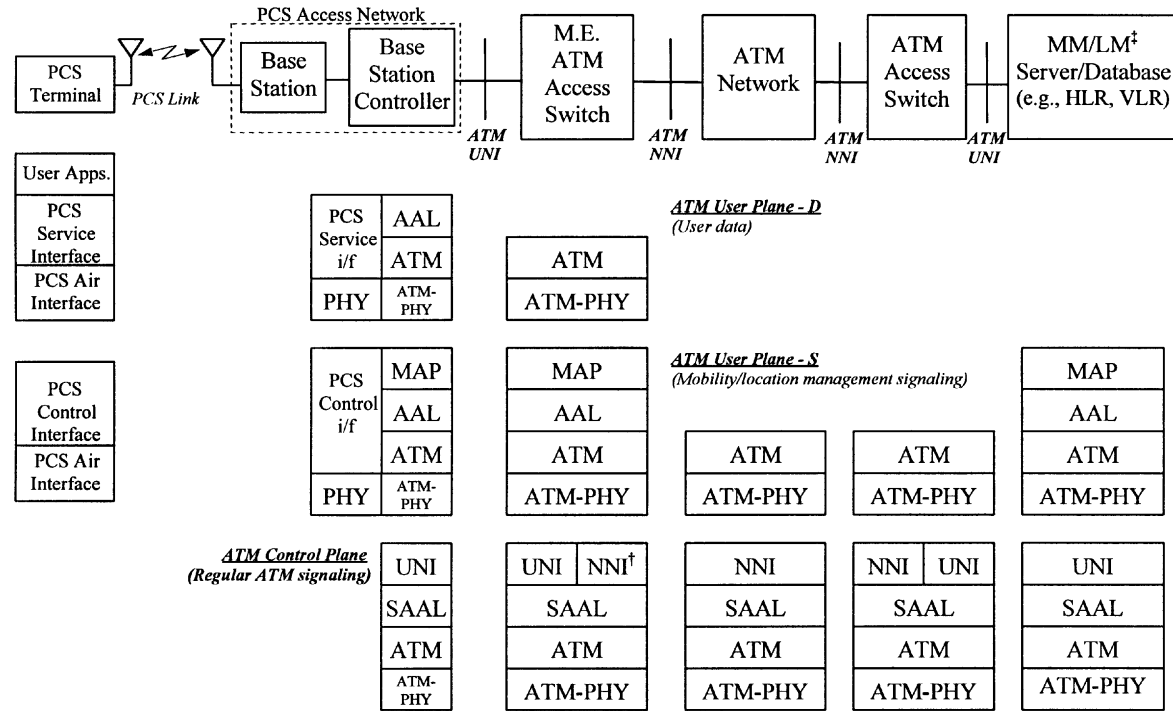 PCS Access Network
PCS
Terminal
PCS Link
Base
Station
Base
Station
Controller
ATM
UNI
M.E.
ATM
Access
Switch
ATM
NNI
ATM
Network
ATM
NNI
ATM
Access
Switch
ATM
UNI
MM/LM‡
Server/Database
(e.g., HLR, VLR)
User Apps.
PCS
Service
Interface
PCS Air
Interface
PCS
Service
i/f
AAL
ATM
PHY
ATM-
PHY
ATM
ATM-PHY
ATM User Plane - D
(User data)
PCS
Control
Interface
PCS Air
Interface
PCS
Control
i/f
MAP
AAL
ATM
PHY
ATM-
PHY
MAP
AAL
ATM
ATM-PHY
ATM User Plane - S
(Mobility/location management signaling)
ATM
ATM-PHY
ATM
ATM-PHY
MAP
AAL
ATM
ATM-PHY
ATM Control Plane
(Regular ATM signaling)
UNI
SAAL
ATM
ATM-
PHY
UNI NNI†
SAAL
ATM
ATM-PHY
NNI
SAAL
ATM
ATM-PHY
NNI UNI
SAAL
ATM
ATM-PHY
UNI
SAAL
ATM
ATM-PHY